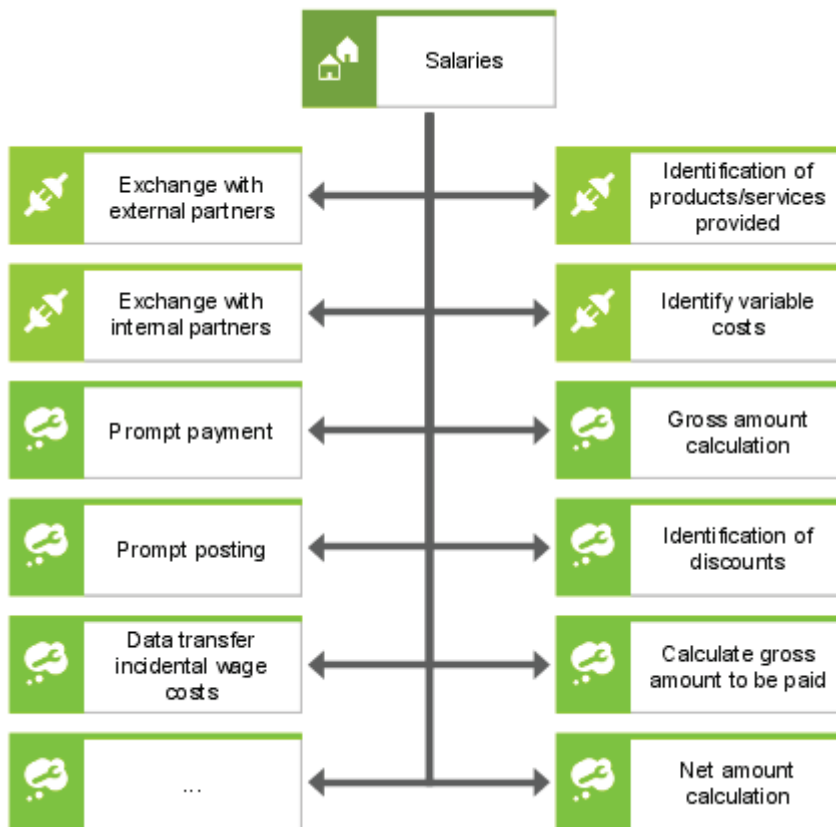 Salaries
Exchange with
external partners
Identification of
products/services
provided
Exchange with
internal partners
Identify variable
costs
Prompt payment
Gross amount
calculation
Prompt posting
Identification of
discounts
Data transfer
incidental wage
costs
Calculate gross
amount to be paid
...
Net amount
calculation